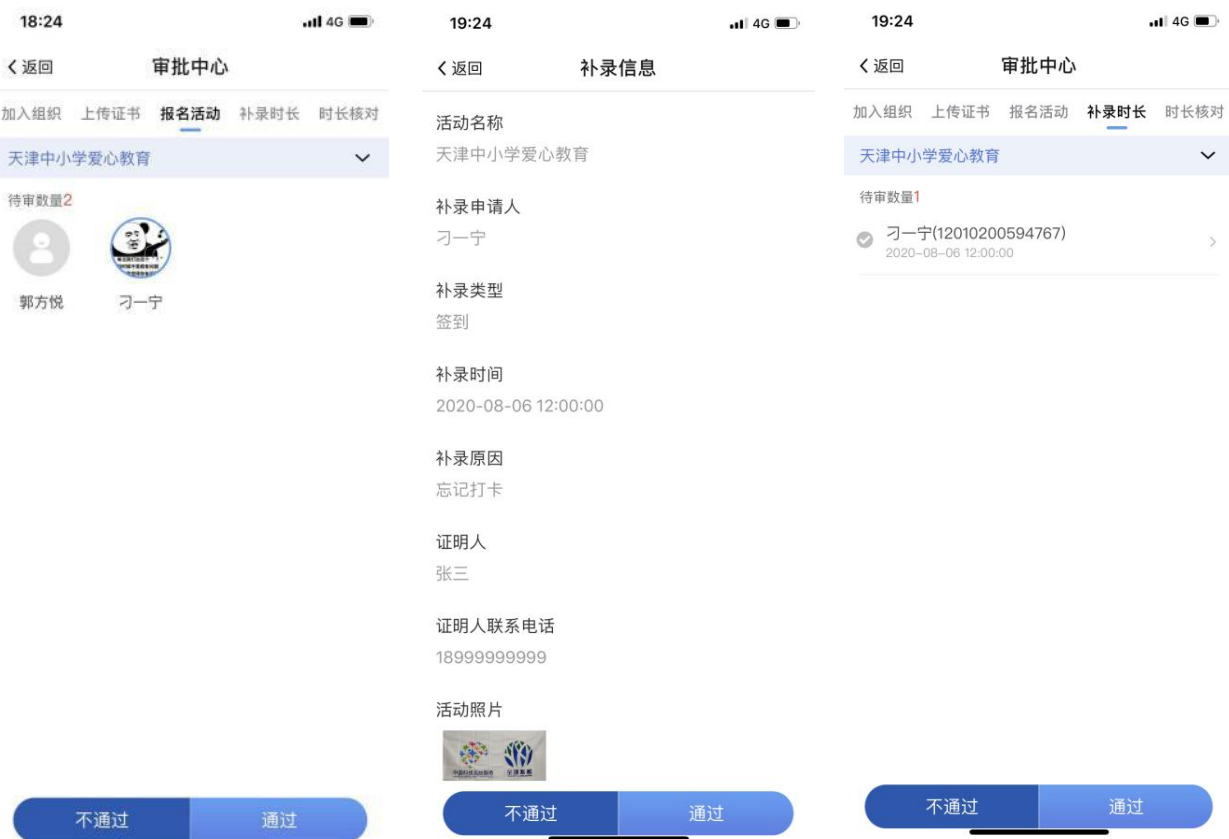 18:24
4G
返回
审批中心
加入组织 上传证书 报名活动 补录时长 时长核对
天津中小学爱心教育
待审数量2
郭方悦 刁一宁
不通过 通过
19:24
4G
返回
补录信息
活动名称
天津中小学爱心教育
补录申请人
刁一宁
补录类型
签到
补录时间
2020-08-06 12:00:00
补录原因
忘记打卡
证明人
张三
证明人联系电话
18999999999
活动照片
不通过 通过
19:24
4G
返回
审批中心
加入组织 上传证书 报名活动 补录时长 时长核对
天津中小学爱心教育
待审数量1
刁一宁(12010200594767)
2020-08-06 12:00:00
不通过 通过